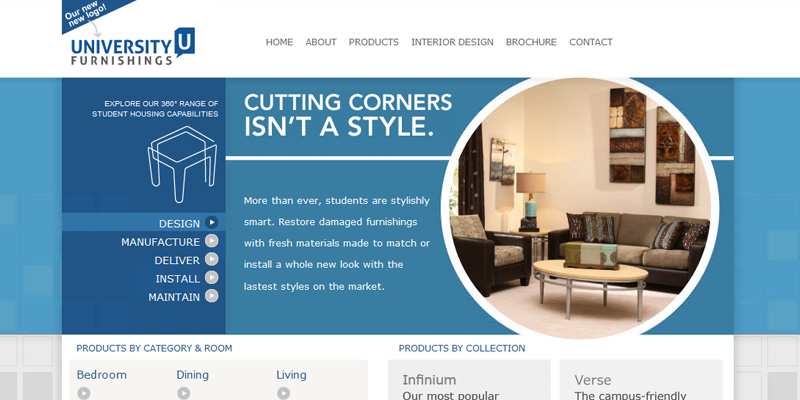 Our new
new logo!
UNIVERSITY U
FURNISHINGS
HOME ABOUT PRODUCTS INTERIOR DESIGN BROCHURE CONTACT
EXPLORE OUR 360° RANGE OF
STUDENT HOUSING CAPABILITIES
DESIGN
MANUFACTURE
DELIVER
INSTALL
MAINTAIN
CUTTING CORNERS
ISN'T A STYLE.
More than ever, students are stylishly
smart. Restore damaged furnishings
with fresh materials made to match or
install a whole new look with the
lastest styles on the market.
PRODUCTS BY CATEGORY & ROOM
Bedroom Dining Living
PRODUCTS BY COLLECTION
Infinium
Our most popular
Verse
The campus-friendly